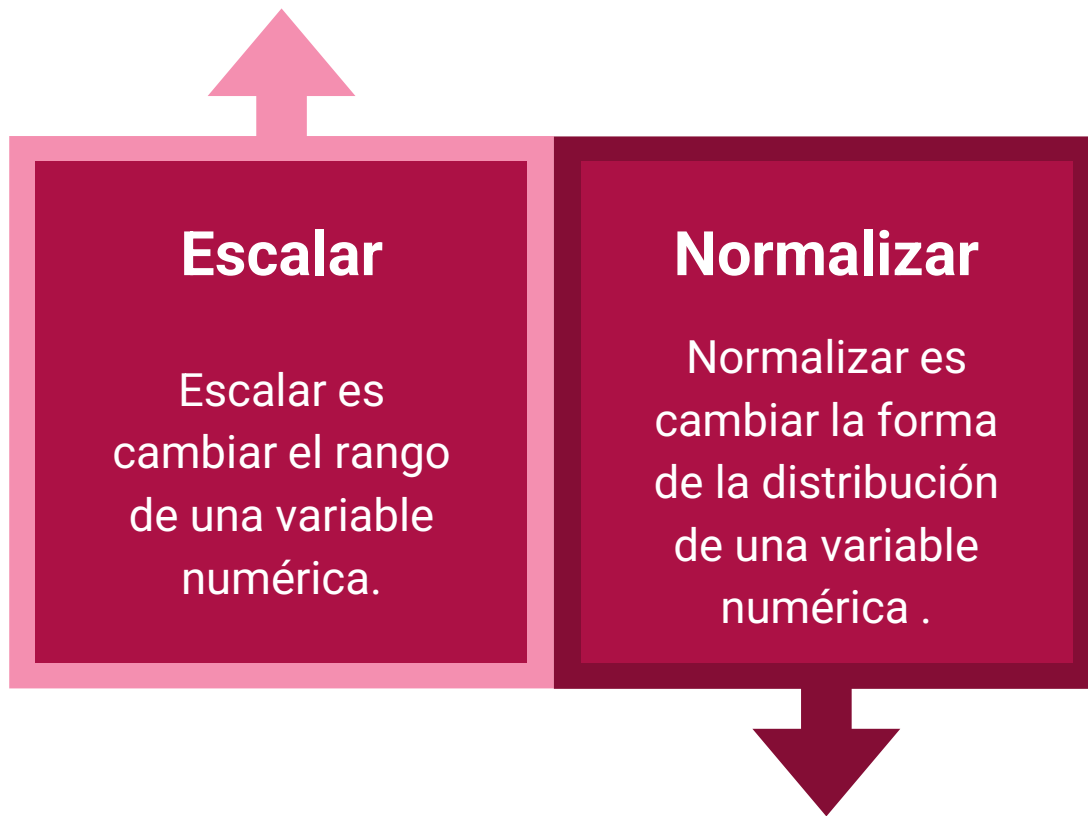 Escalar
Escalar es
cambiar el rango
de una variable
numérica.
Normalizar
Normalizar es
cambiar la forma
de la distribución
de una variable
numérica .